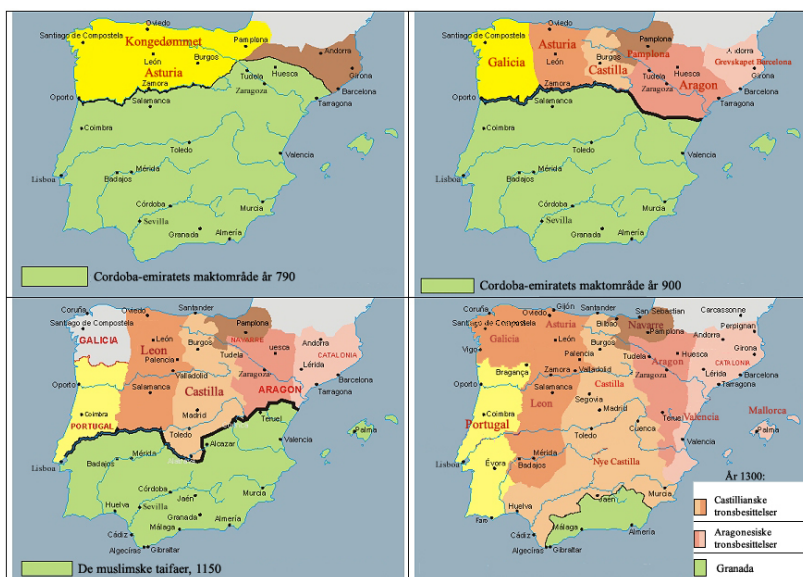 Oviedo
Santiago de Compostela
Kongedømmet
Pamplona
Andorra
León
Burgos
Asturia
Huesca
Girona
Tudela
Zamora
Zaragoza
Barcelona
Oporto
Salamanca
Tarragona
Coimbra
Toledo
Valencia
Mérida
Lisboa
Badajos
Córdoba
Murcia
Sevilla
Granada
Almería
Cordoba-emiratets maktområde år 790
Oviedo
Santiago de Compostela
Pamplona
Asturia
Burgos
Pamplona
Andorra
Galicia
León
Huesca
Grevskapet Barcelona
Castilla
Tudela
Girona
Zamora
Zaragoza
Aragon
Barcelona
Oporto
Salamanca
Tarragona
Coimbra
Toledo
Valencia
Mérida
Lisboa
Badajos
Córdoba
Murcia
Sevilla
Granada
Almería
Cordoba-emiratets maktområde år 900
Coruña
Oviedo
Santander
Santiago de Compostela
Pamplona
GALICIA
León
Burgos
NAVARRE
Andorra
Leon
Palencia
Tudela
uesca
CATALONIA
Valladolid
Zaragoza
Lérida
Oporto
Salamanca
Castilla
ARAGON
Barcelona
Tarragona
Coimbra
Madrid
Teruel
PORTUGAL
Toledo
Alcazar
Palma
Valencia
Lisboa
Mérida
Badajos
Córdoba
Jaén
Murcia
Huelva
Sevilla
Granada
Málaga
Almería
Cádiz
Algeciras
Gibraltar
De muslimske taifaer, 1150
Coruña
Gijón
Santander
San Sebastian
Carcassonne
Santiago de Compostela
Asturia
Bilbao
Navarre
Galicia
Pamplona
Perpignan
Vigo
León
Burgos
Andorra
Palencia
Tudela
Aragon
Huesca
Girona
Bragança
CATALONIA
Zamora
Valladolid
Zaragoza
Lérida
Oporto
Castilla
Barcelona
Salamanca
Tarragona
Leon
Segovia
Coimbra
Madrid
Teruel
Valencia
Mallorca
Portugal
Cuenca
Toledo
Palma
Valencia
Lisboa
Mérida
Évora
Badajos
Nye Castilla
Córdoba
Jaén
Murcia
Huelva
Sevilla
Faro
Málaga
Almería
Cádiz
Algeciras
Gibraltar
År 1300:
Castillianske
tronsbesittelser
Aragonesiske
tronsbesittelser
Granada